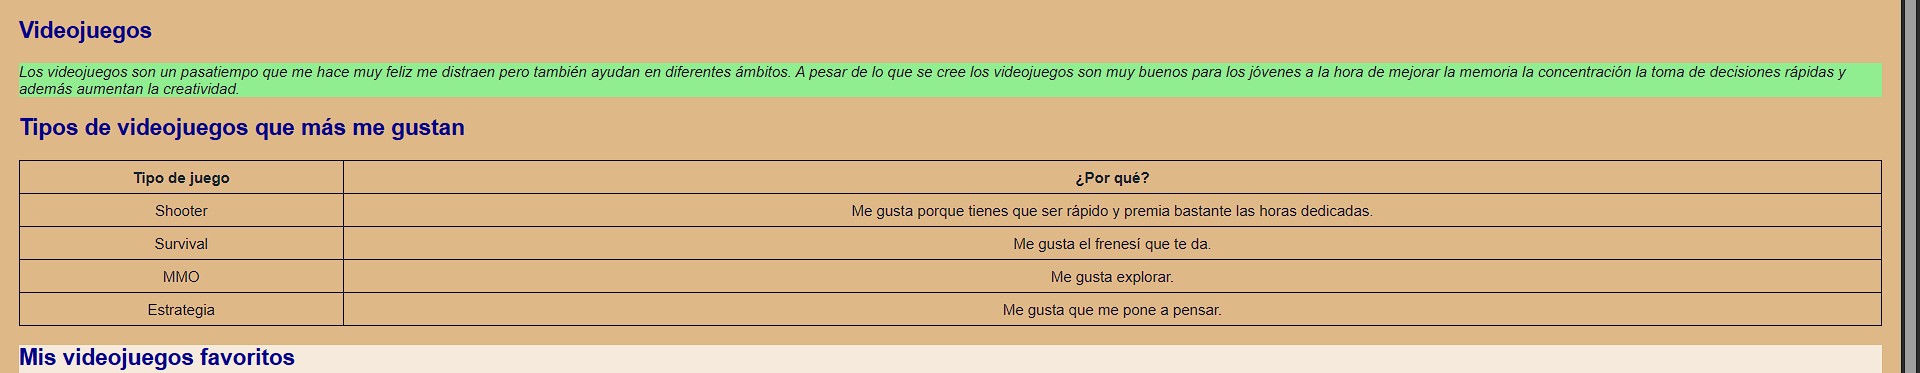 Videojuegos
Los videojuegos son un pasatiempo que me hace muy feliz me distraen pero también ayudan en diferentes ámbitos. A pesar de lo que se cree los videojuegos son muy buenos para los jóvenes a la hora de mejorar la memoria la concentración la toma de decisiones rápidas y
además aumentan la creatividad.
Tipos de videojuegos que más me gustan
Tipo de juego ¿Por qué?
Shooter Me gusta porque tienes que ser rápido y premia bastante las horas dedicadas.
Survival Me gusta el frenesí que te da.
MMO Me gusta explorar.
Estrategia Me gusta que me pone a pensar.
Mis videojuegos favoritos